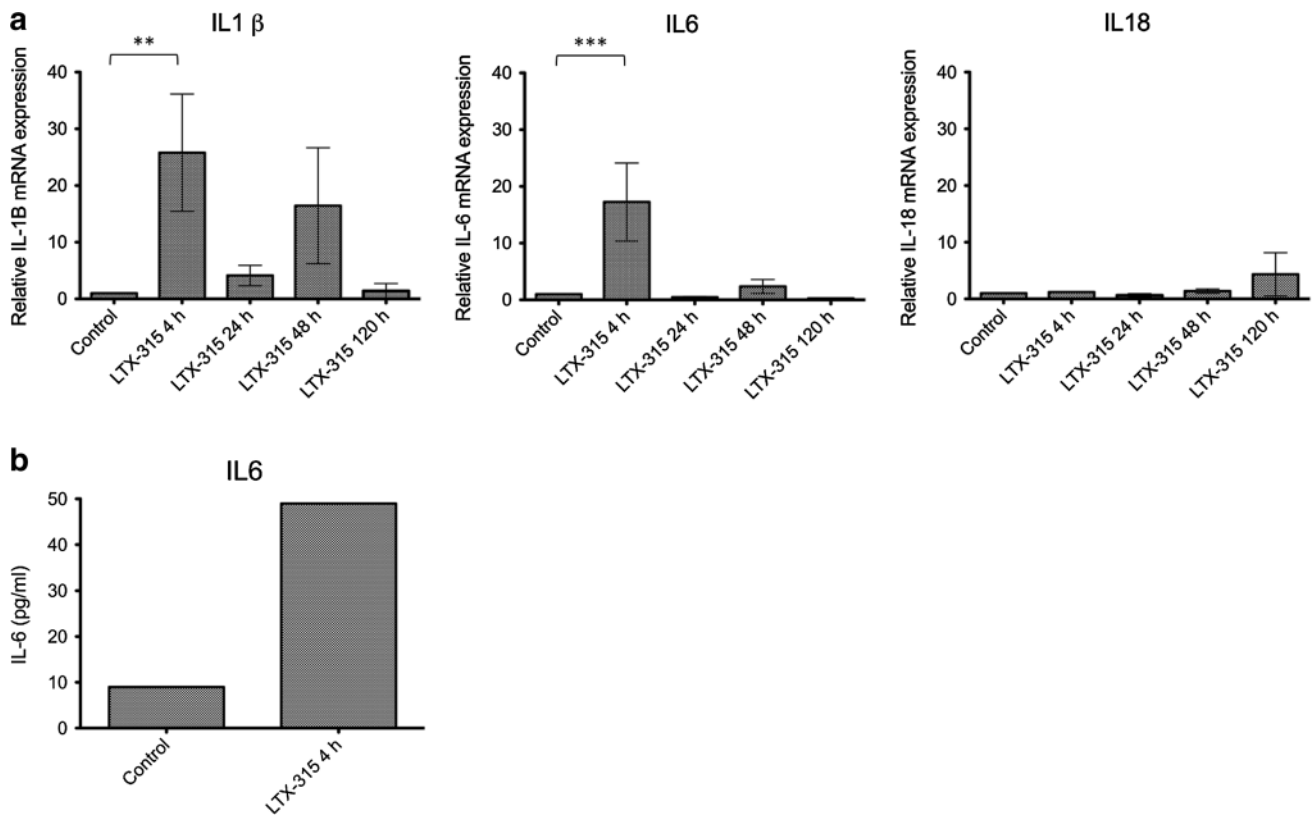 a
IL1 β
Relative IL-1B mRNA expression
40
30
20
10
0
**
Control
LTX-315 4 h
LTX-315 24 h
LTX-315 48 h
LTX-315 120 h
IL6
Relative IL-6 mRNA expression
40
30
20
10
0
***
Control
LTX-315 4 h
LTX-315 24 h
LTX-315 48 h
LTX-315 120 h
IL18
Relative IL-18 mRNA expression
40
30
20
10
0
Control
LTX-315 4 h
LTX-315 24 h
LTX-315 48 h
LTX-315 120 h
b
IL6
IL-6 (pg/ml)
50
40
30
20
10
0
Control
LTX-315 4 h